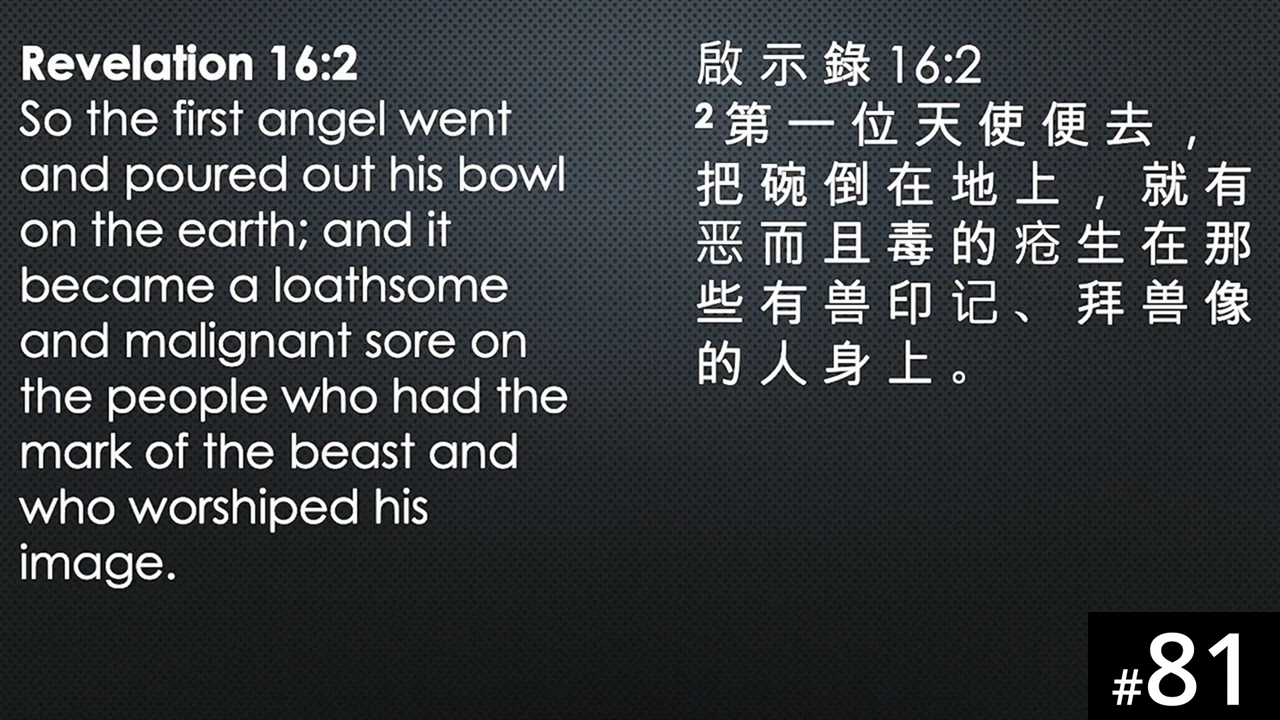 Revelation 16:2
So the first angel went
and poured out his bowl
on the earth; and it
became a loathsome
and malignant sore on
the people who had the
mark of the beast and
who worshiped his
image.
啟示錄 16:2
2第一位天使便去，
把碗倒在地上，就有
恶而且毒的疮生在那
些有兽印记、拜兽像
的人身上。
#81